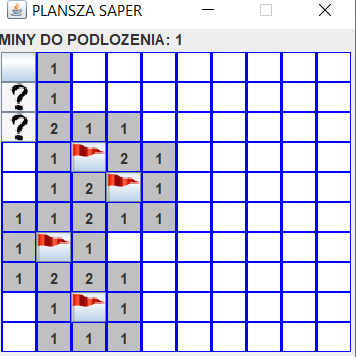 PLANSZA SAPER
MINY DO PODLOZENIA: 1
1
? 1
? 2 1 1
1 2 1
1 2 1
1 1 2 1 1
1 1
1 2 2 1
1 1
1 1 1